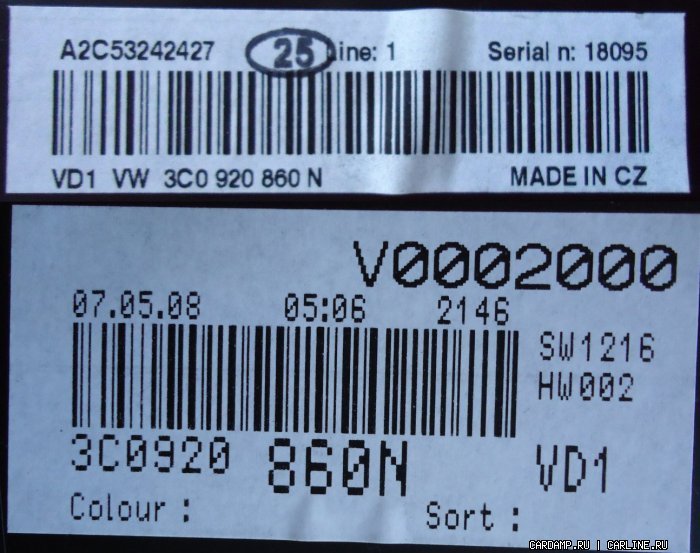 A2C53242427 25 ine: 1 Serial n: 18095
VD1 VW 3C0 920 860 N MADE IN CZ
V0002000
07.05.08 05:06 2146
SW1216
HW002
3C0920 860N VD1
Colour : Sort :
CARDAMP.RU | CARLINE.RU